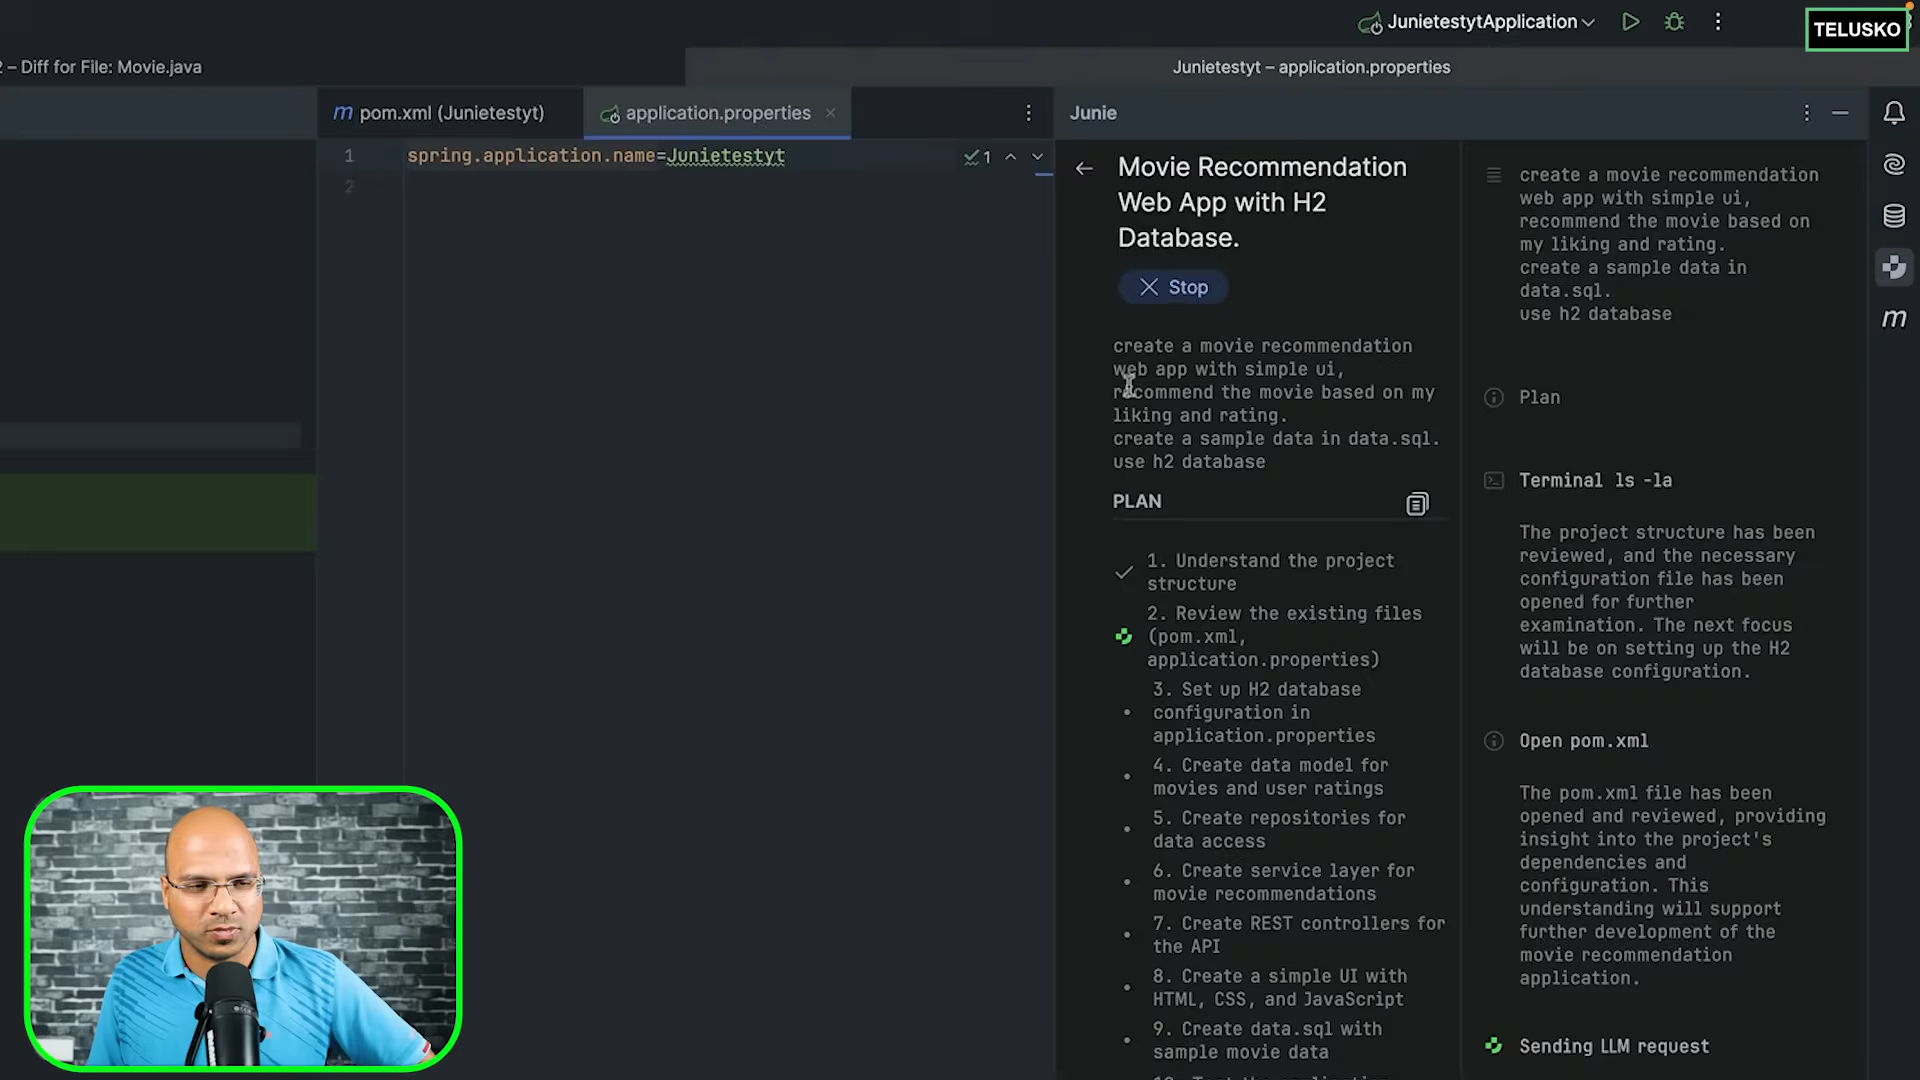 JunietestytApplication
TELUSKO
2 – Diff for File: Movie.java
Junietestyt – application.properties
m pom.xml (Junietestyt)
application.properties
Junie
1 spring.application.name=Junietestyt
1
2
Movie Recommendation
Web App with H2
Database.
Stop
create a movie recommendation
web app with simple ui,
recommend the movie based on my
liking and rating.
create a sample data in data.sql.
use h2 database
PLAN
1. Understand the project
structure
2. Review the existing files
(pom.xml,
application.properties)
3. Set up H2 database
configuration in
application.properties
4. Create data model for
movies and user ratings
5. Create repositories for
data access
6. Create service layer for
movie recommendations
7. Create REST controllers for
the API
8. Create a simple UI with
HTML, CSS, and JavaScript
9. Create data.sql with
sample movie data
create a movie recommendation
web app with simple ui,
recommend the movie based on
my liking and rating.
create a sample data in
data.sql.
use h2 database
Plan
Terminal ls -la
The project structure has been
reviewed, and the necessary
configuration file has been
opened for further
examination. The next focus
will be on setting up the H2
database configuration.
Open pom.xml
The pom.xml file has been
opened and reviewed, providing
insight into the project's
dependencies and
configuration. This
understanding will support
further development of the
movie recommendation
application.
Sending LLM request
m